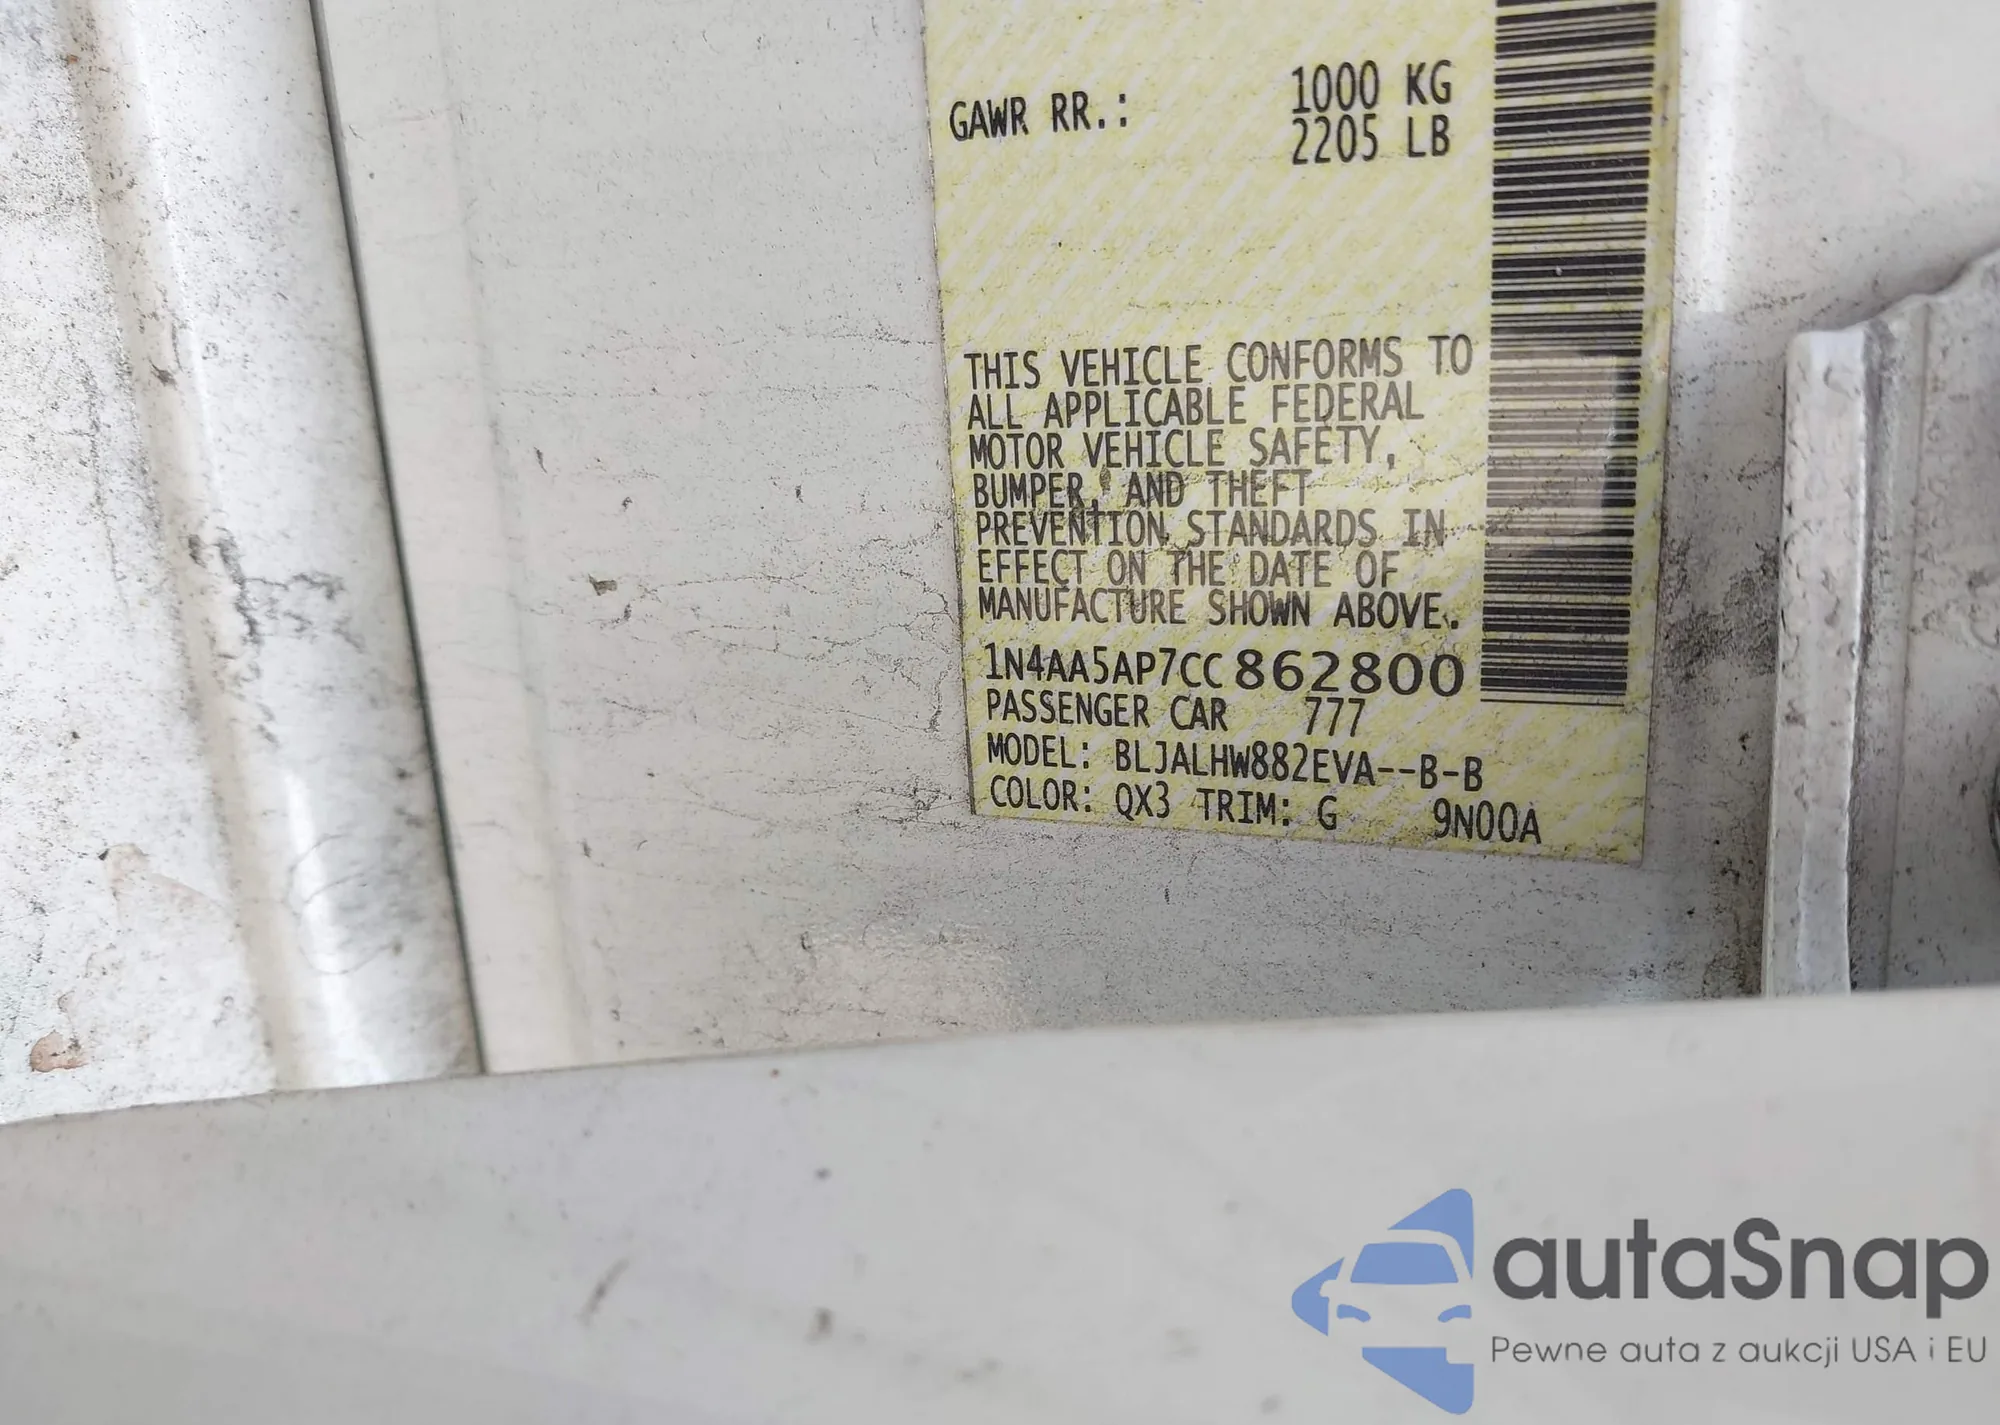 GAWR RR.: 1000 KG
2205 LB
THIS VEHICLE CONFORMS TO
ALL APPLICABLE FEDERAL
MOTOR VEHICLE SAFETY,
BUMPER, AND THEFT
PREVENTION STANDARDS IN
EFFECT ON THE DATE OF
MANUFACTURE SHOWN ABOVE.
1N4AA5AP7CC862800
PASSENGER CAR 777
MODEL: BLJALHW882EVA--B-B
COLOR: QX3 TRIM: G 9N00A
autaSnap
Pewne auta z aukcji USA i EU